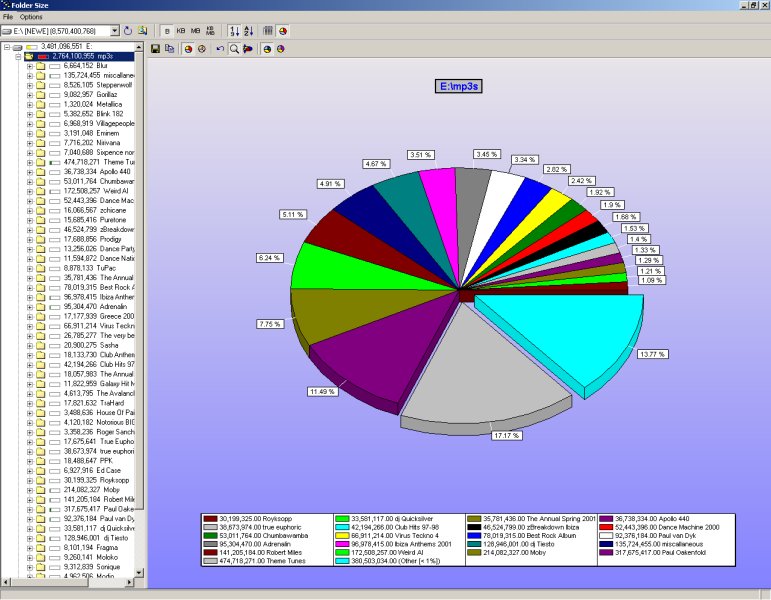 Folder Size
File Options
E:\ [NEWE] (8,570,400,768)
B KB MB KB MB
3,481,096,551 E:
2,764,100,955 mp3s
6,664,152 Blur
135,724,455 miscellane
8,526,105 Steppenwolf
9,082,957 Gorillaz
1,320,024 Metallica
5,382,652 Blink 182
6,968,919 Villagepeople
3,191,048 Eminem
7,716,202 Nirvana
7,040,688 Sixpence nor
474,718,271 Theme Tur
36,738,334 Apollo 440
53,011,764 Chumbawar
172,508,257 Weird Al
52,443,396 Dance Mac
16,066,567 zohicane
15,685,416 Puretone
46,524,799 zBreakdown
17,688,856 Prodigy
13,256,026 Dance Party
11,594,672 Dance Natio
8,878,133 TuPac
35,781,436 The Annual
78,019,315 Best Rock A
96,978,415 Ibiza Anthen
95,304,470 Adrenalin
17,177,939 Greece 200
66,911,214 Virus Teckn
26,785,277 The very be
20,900,275 Sasha
18,133,730 Club Anthen
42,194,266 Club Hits 97
18,057,983 The Annual
11,822,959 Galaxy Hit M
4,613,795 The Avalanc
17,821,632 TraHard
3,488,636 House Of Pai
4,120,182 Notorious BIG
3,358,236 Roger Sanch
17,675,641 True Eupho
38,673,974 true euphori
18,488,647 PPK
6,927,916 Ed Case
30,199,325 Royksopp
214,082,327 Moby
141,205,184 Robert Mile
317,675,417 Paul Oake
92,376,184 Paul van Dy
33,581,117 dj Quicksilve
128,946,001 dj Tiesto
8,101,194 Fragma
9,260,141 Moloko
9,312,839 Sonique
4,962,506 Modjo
E:\mp3s
3.51 %
3.45 %
3.34 %
2.82 %
2.42 %
1.92 %
1.9 %
1.68 %
1.53 %
1.4 %
1.33 %
1.29 %
1.21 %
1.09 %
4.67 %
4.91 %
5.11 %
6.24 %
7.75 %
11.49 %
17.17 %
13.77 %
30,199,325.00 Royksopp 33,581,117.00 dj Quicksilver 35,781,436.00 The Annual Spring 2001 36,738,334.00 Apollo 440
38,673,974.00 true euphoric 42,194,266.00 Club Hits 97-98 46,524,799.00 zBreakdown Ibiza 52,443,396.00 Dance Machine 2000
53,011,764.00 Chumbawamba 66,911,214.00 Virus Teckno 4 78,019,315.00 Best Rock Album 92,376,184.00 Paul van Dyk
95,304,470.00 Adrenalin 96,978,415.00 Ibiza Anthems 2001 128,946,001.00 dj Tiesto 135,724,455.00 miscellaneous
141,205,184.00 Robert Miles 172,508,257.00 Weird Al 214,082,327.00 Moby 317,675,417.00 Paul Oakenfold
474,718,271.00 Theme Tunes 380,503,034.00 (Other [< 1%])